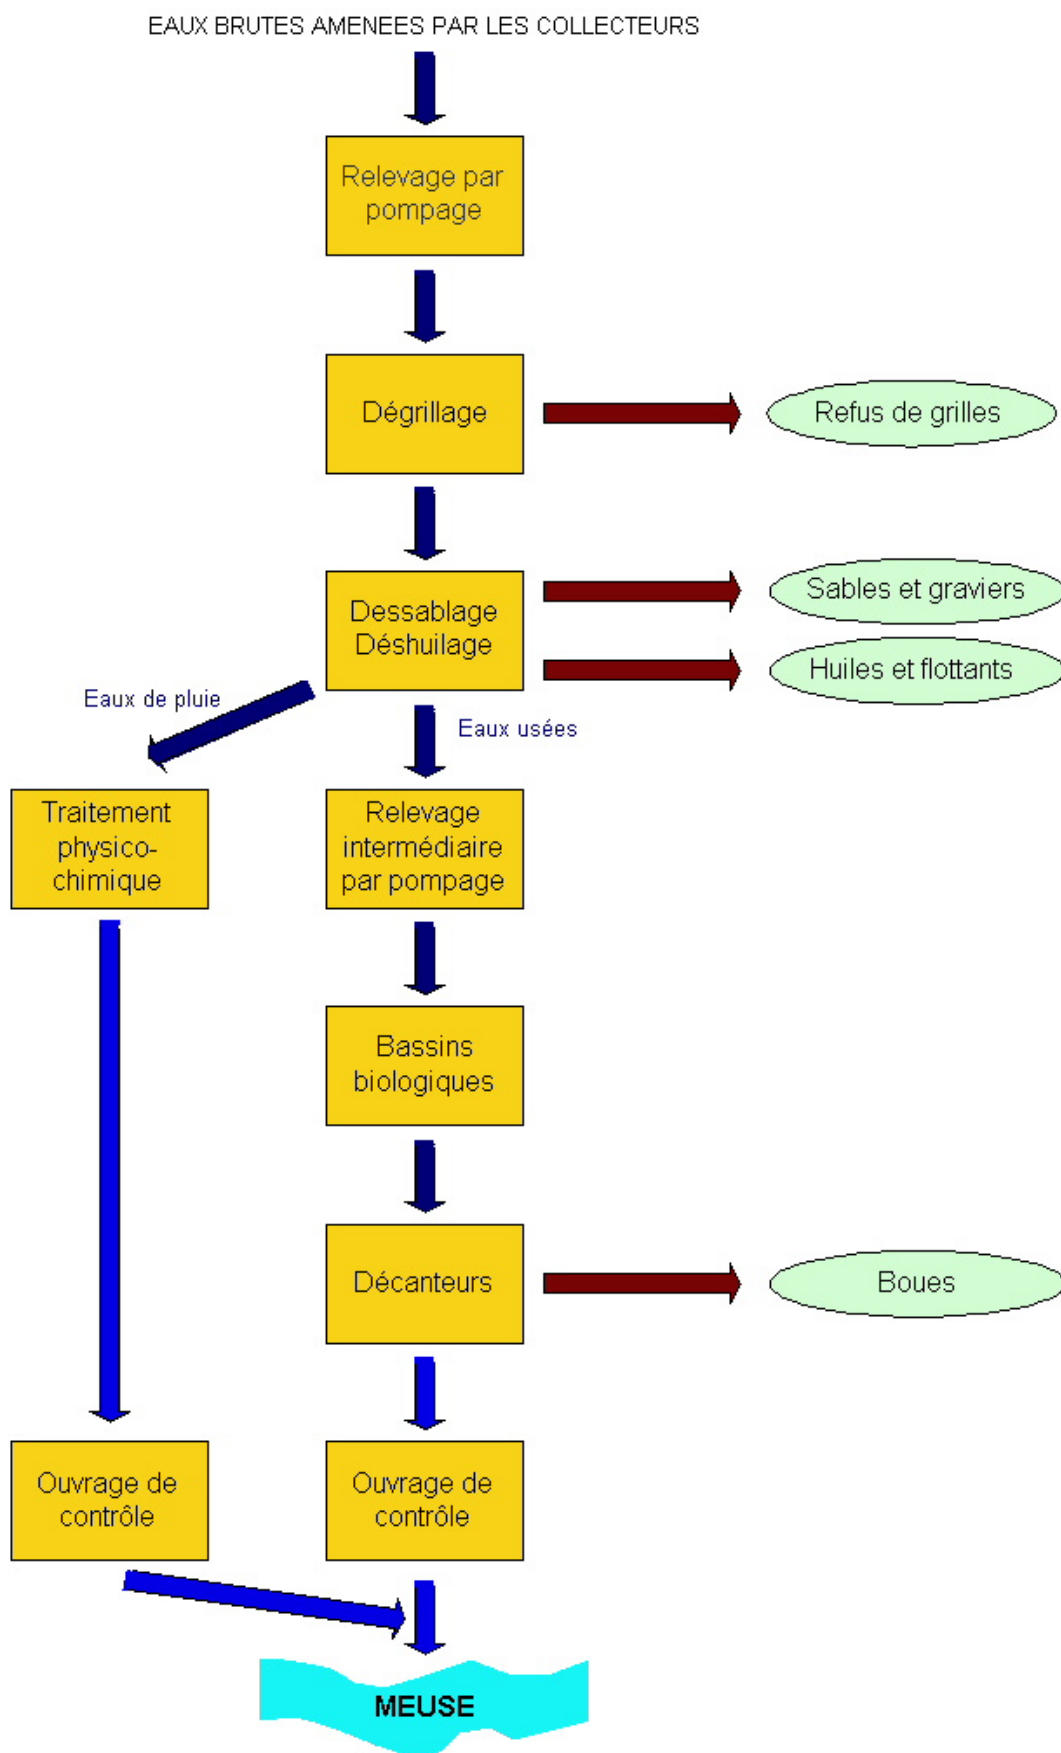 EAUX BRUTES AMENEES PAR LES COLLECTEURS
Relevage par
pompage
Dégrillage
Refus de grilles
Dessablage
Déshuilage
Sables et graviers
Huiles et flottants
Eaux de pluie
Eaux usées
Traitement
physico-
chimique
Relevage
intermédiaire
par pompage
Bassins
biologiques
Décanteurs
Boues
Ouvrage de
contrôle
Ouvrage de
contrôle
MEUSE